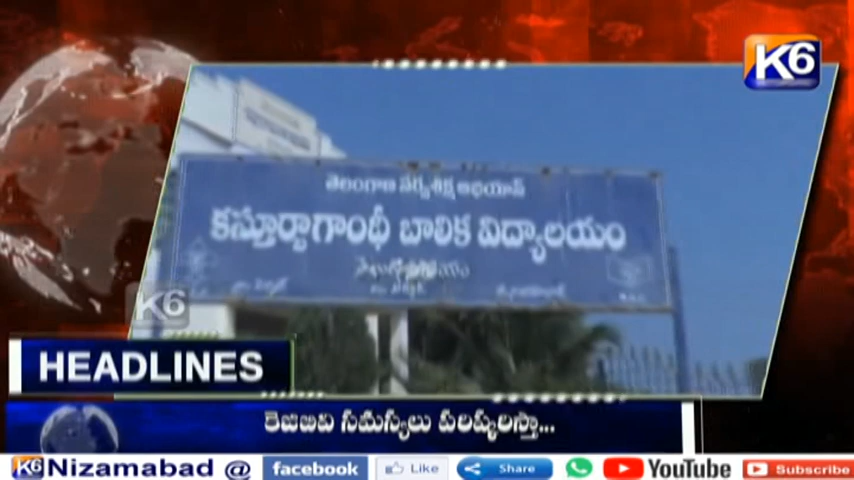 K6
తెలంగాణ సర్వశిక్ష అభియాన్
కస్తూర్బాగాంధీ బాలిక విద్యాలయం
K6
HEADLINES
కెజిబివి సమస్యలు పరిష్కరిస్తా...
K6 Nizamabad @ facebook Like Share YouTube Subscribe